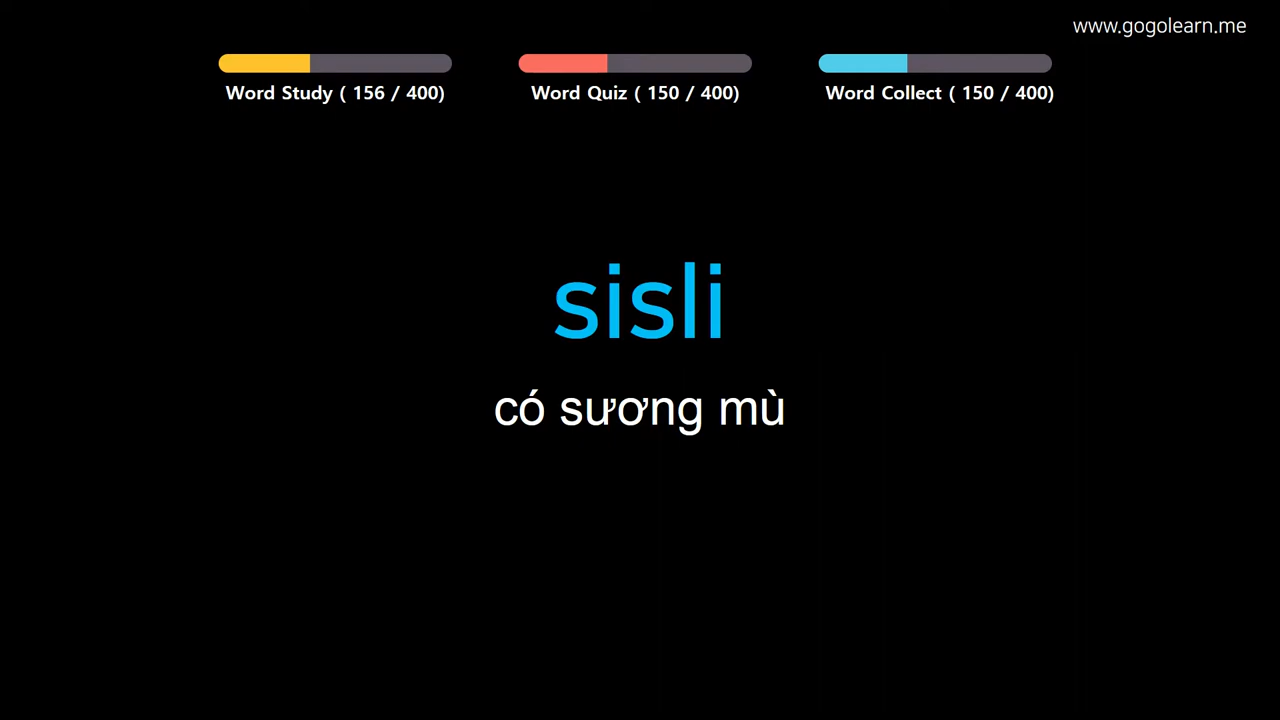 www.gogolearn.me
Word Study ( 156 / 400)
Word Quiz ( 150 / 400)
Word Collect ( 150 / 400)
sisli
có sương mù